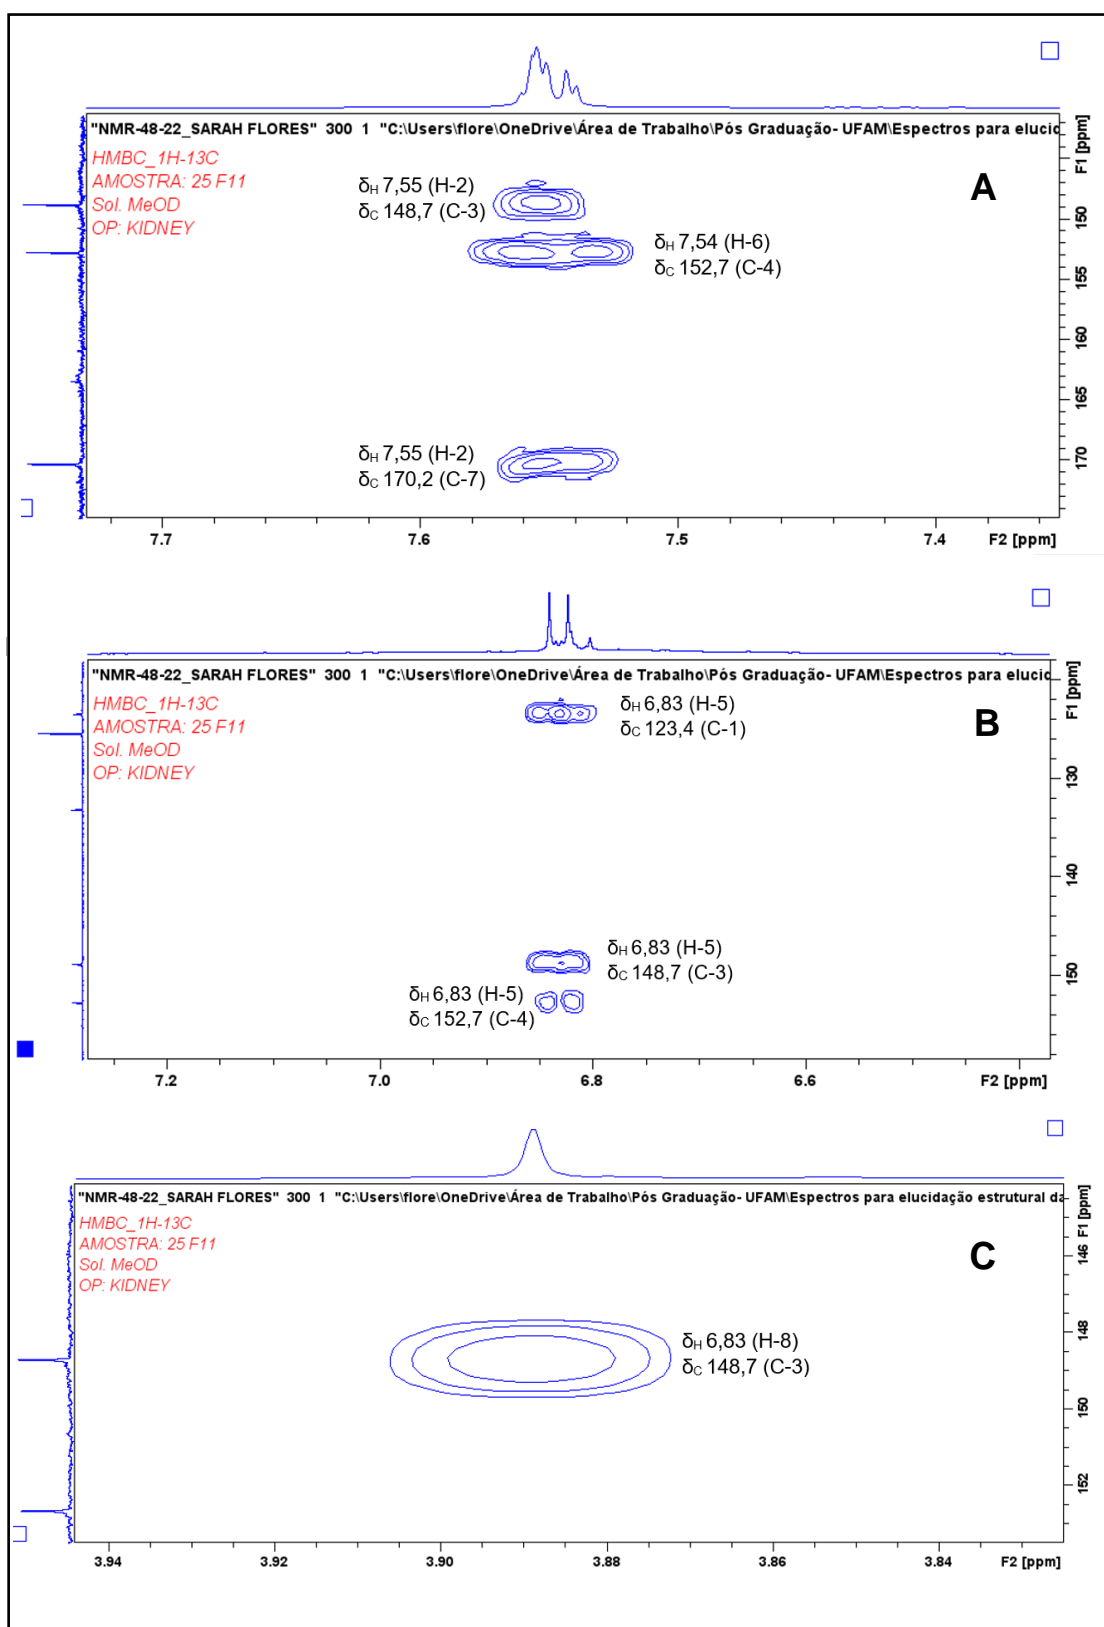 "NMR-48-22_SARAH FLORES" 300 1 "C:\Users\flore\OneDrive\Área de Trabalho\Pós Graduação- UFAM\Espectros para elucid
HMBC_1H-13C
AMOSTRA: 25 F11
Sol. MeOD
OP: KIDNEY
A
δH 7,55 (H-2)
δC 148,7 (C-3)
δH 7,54 (H-6)
δC 152,7 (C-4)
δH 7,55 (H-2)
δC 170,2 (C-7)
F1 [ppm]
150
155
160
165
170
7.7 7.6 7.5 7.4 F2 [ppm]
"NMR-48-22_SARAH FLORES" 300 1 "C:\Users\flore\OneDrive\Área de Trabalho\Pós Graduação- UFAM\Espectros para elucid
HMBC_1H-13C
AMOSTRA: 25 F11
Sol. MeOD
OP: KIDNEY
B
δH 6,83 (H-5)
δC 123,4 (C-1)
δH 6,83 (H-5)
δC 148,7 (C-3)
δH 6,83 (H-5)
δC 152,7 (C-4)
F1 [ppm]
130
140
150
7.2 7.0 6.8 6.6 F2 [ppm]
"NMR-48-22_SARAH FLORES" 300 1 "C:\Users\flore\OneDrive\Área de Trabalho\Pós Graduação- UFAM\Espectros para elucidação estrutural da
HMBC_1H-13C
AMOSTRA: 25 F11
Sol. MeOD
OP: KIDNEY
C
δH 6,83 (H-8)
δC 148,7 (C-3)
F1 [ppm]
146
148
150
152
3.94 3.92 3.90 3.88 3.86 3.84 F2 [ppm]